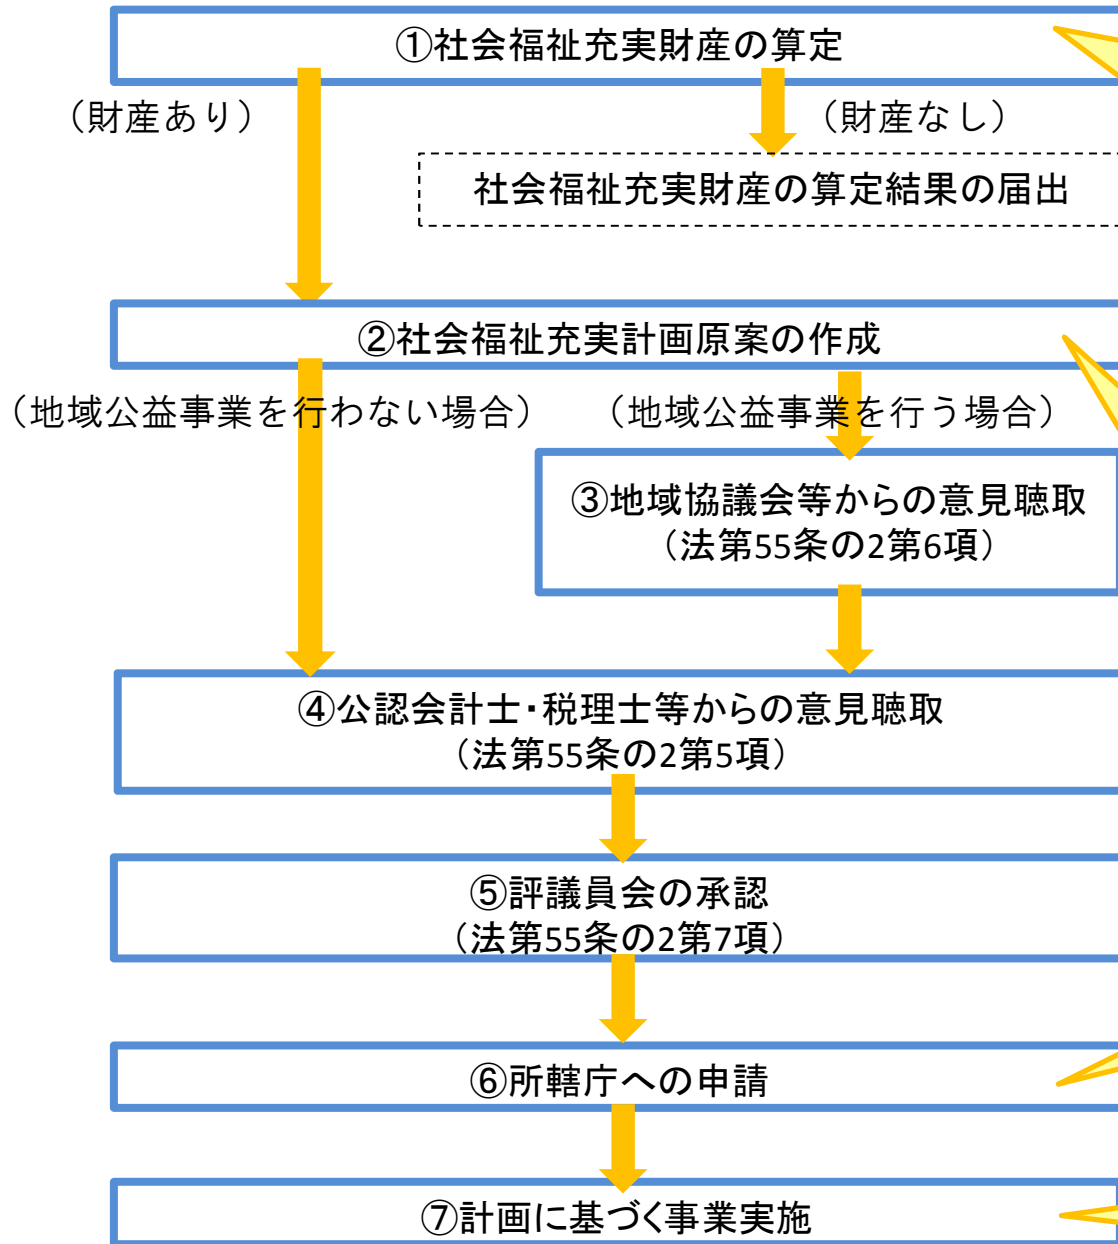 ①社会福祉充実財産の算定
（財産あり）
（財産なし）
社会福祉充実財産の算定結果の届出
②社会福祉充実計画原案の作成
（地域公益事業を行わない場合）
（地域公益事業を行う場合）
③地域協議会等からの意見聴取
（法第55条の2第6項）
④公認会計士・税理士等からの意見聴取
（法第55条の2第5項）
⑤評議員会の承認
（法第55条の2第7項）
⑥所轄庁への申請
⑦計画に基づく事業実施